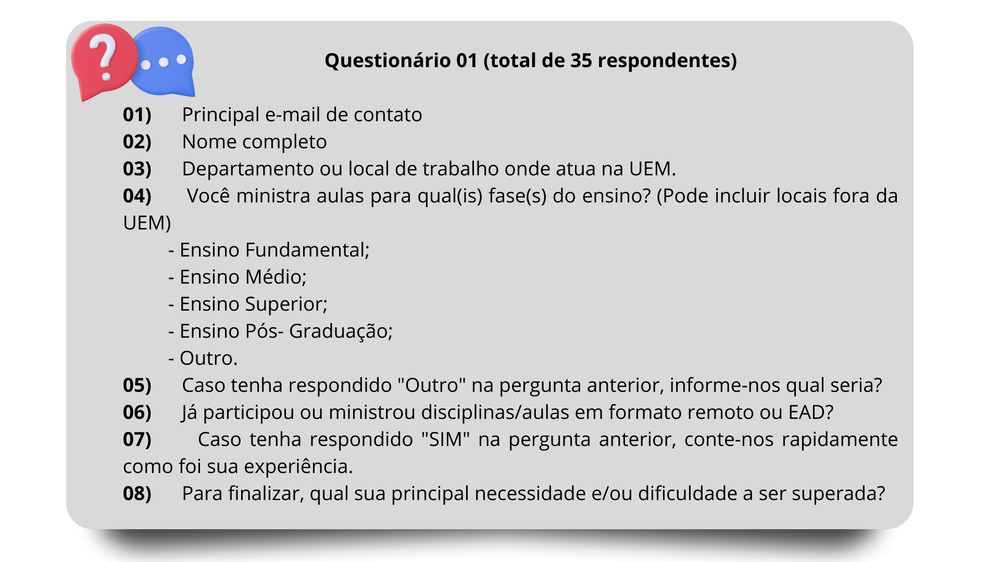 Questionário 01 (total de 35 respondentes)
01) Principal e-mail de contato
02) Nome completo
03) Departamento ou local de trabalho onde atua na UEM.
04) Você ministra aulas para qual(is) fase(s) do ensino? (Pode incluir locais fora da
UEM)
- Ensino Fundamental;
- Ensino Médio;
- Ensino Superior;
- Ensino Pós- Graduação;
- Outro.
05) Caso tenha respondido "Outro" na pergunta anterior, informe-nos qual seria?
06) Já participou ou ministrou disciplinas/aulas em formato remoto ou EAD?
07) Caso tenha respondido "SIM" na pergunta anterior, conte-nos rapidamente
como foi sua experiência.
08) Para finalizar, qual sua principal necessidade e/ou dificuldade a ser superada?